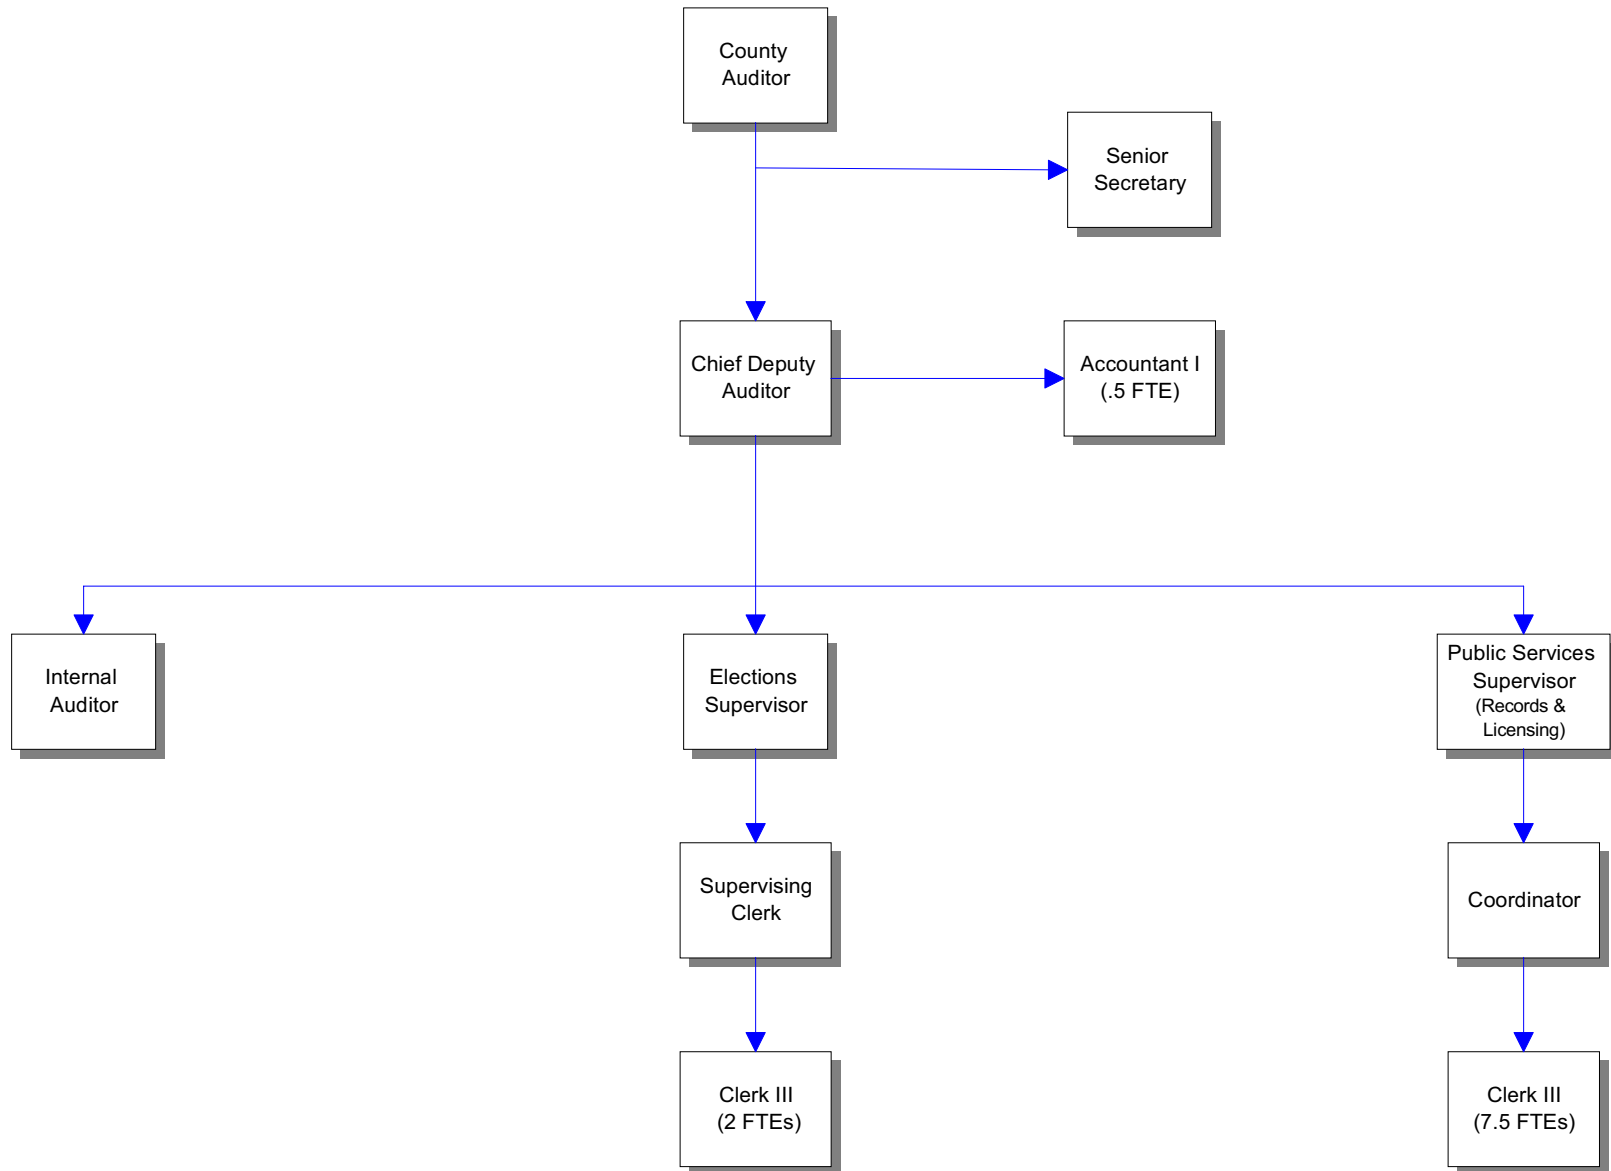 County
Auditor
Senior
Secretary
Chief Deputy
Auditor
Accountant I
(.5 FTE)
Internal
Auditor
Elections
Supervisor
Public Services
Supervisor
(Records &
Licensing)
Supervising
Clerk
Coordinator
Clerk III
(2 FTEs)
Clerk III
(7.5 FTEs)